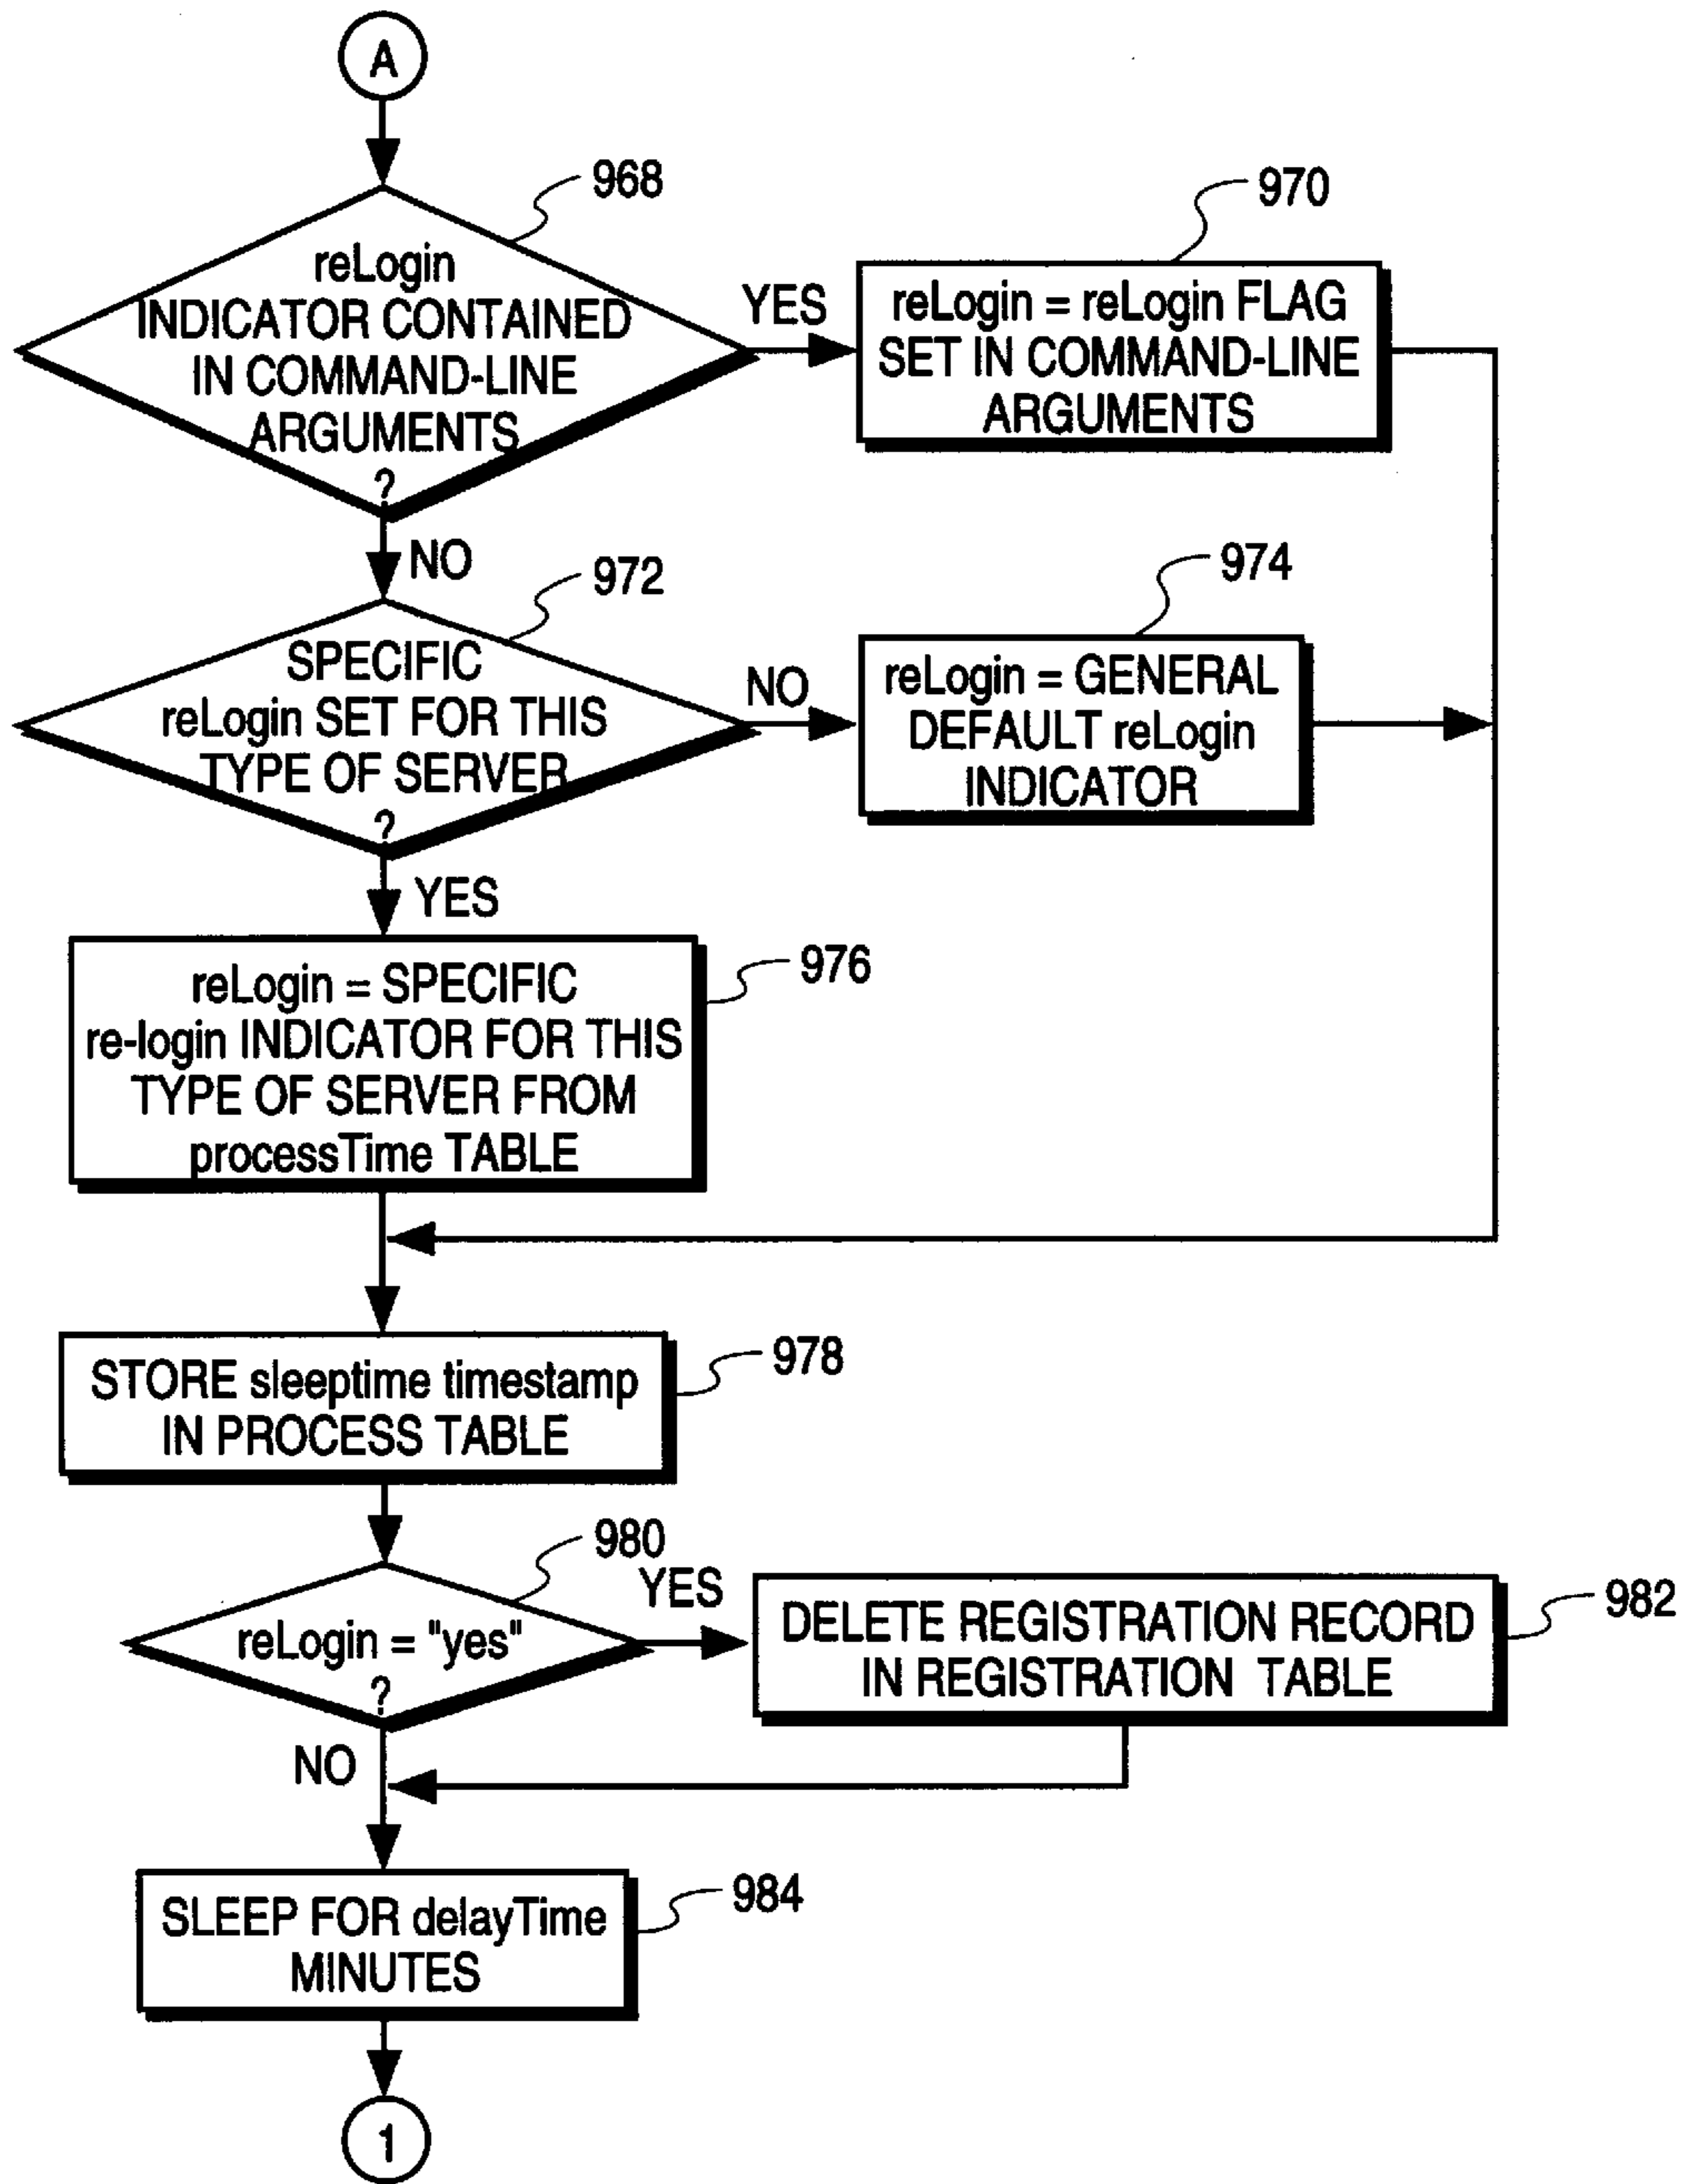 A
968
reLogin
INDICATOR CONTAINED
IN COMMAND-LINE
ARGUMENTS
?
YES
970
reLogin = reLogin FLAG
SET IN COMMAND-LINE
ARGUMENTS
NO
972
SPECIFIC
reLogin SET FOR THIS
TYPE OF SERVER
?
NO
974
reLogin = GENERAL
DEFAULT reLogin
INDICATOR
YES
976
reLogin = SPECIFIC
re-login INDICATOR FOR THIS
TYPE OF SERVER FROM
processTime TABLE
978
STORE sleeptime timestamp
IN PROCESS TABLE
980
reLogin = "yes"
?
YES
982
DELETE REGISTRATION RECORD
IN REGISTRATION TABLE
NO
984
SLEEP FOR delayTime
MINUTES
1